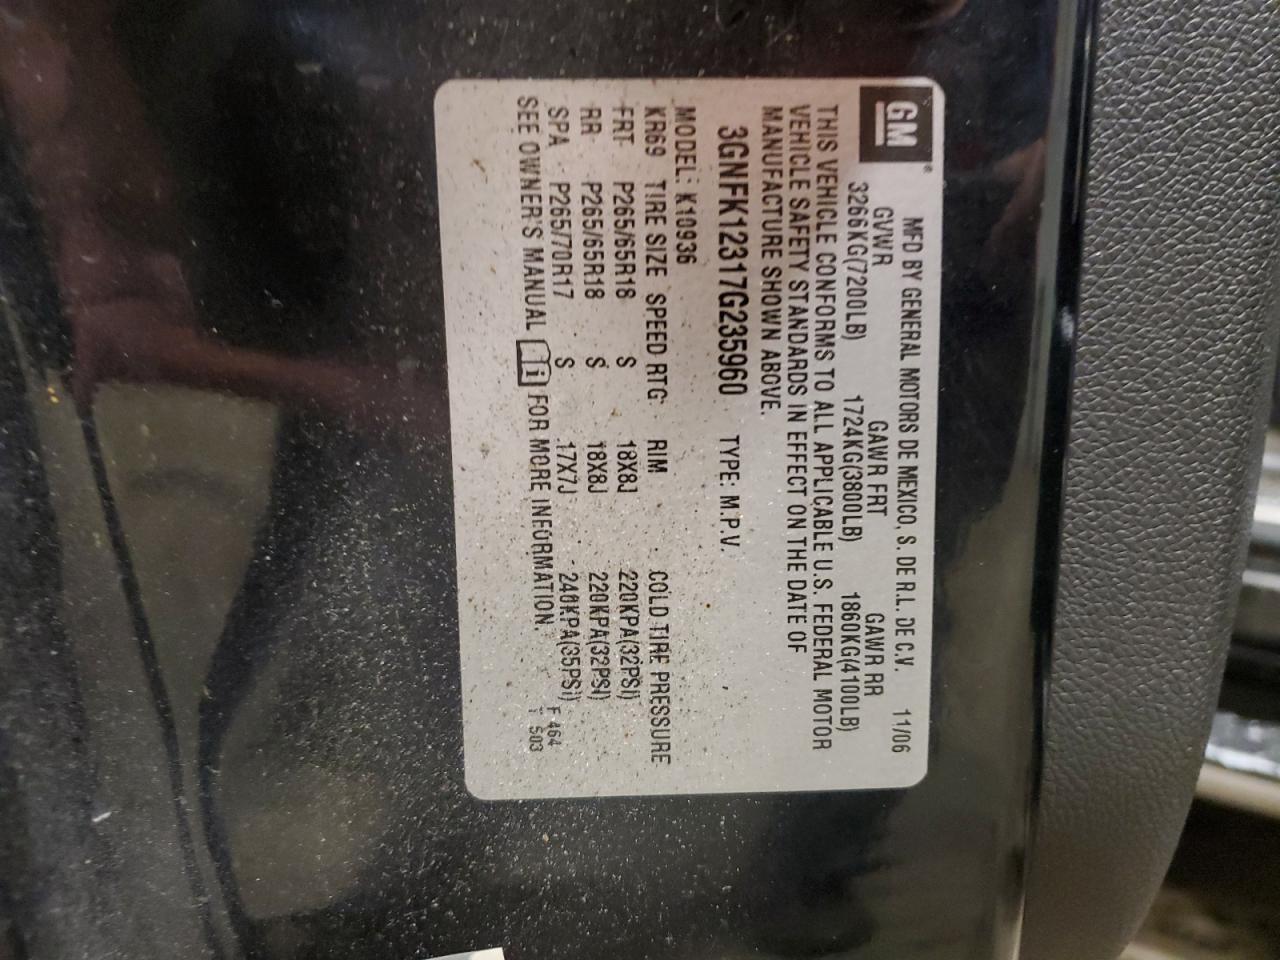 GM®
MFD BY GENERAL MOTORS DE MEXICO, S. DE R.L. DE C.V. 11/06
GVWR GAWR FRT GAWR RR
3266KG(7200LB) 1724KG(3800LB) 1860KG(4100LB)
THIS VEHICLE CONFORMS TO ALL APPLICABLE U.S. FEDERAL MOTOR
VEHICLE SAFETY STANDARDS IN EFFECT ON THE DATE OF
MANUFACTURE SHOWN ABOVE.
3GNFK12317G235960 TYPE: M.P.V.
MODEL: K10936
KR69 TIRE SIZE SPEED RTG: RIM COLD TIRE PRESSURE
FRT P265/65R18 S 18X8J 220KPA(32PSI)
RR P265/65R18 S 18X8J 220KPA(32PSI)
SPA P265/70R17 S 17X7J 240KPA(35PSI)
SEE OWNER'S MANUAL i FOR MORE INFORMATION.
F 464
T 503